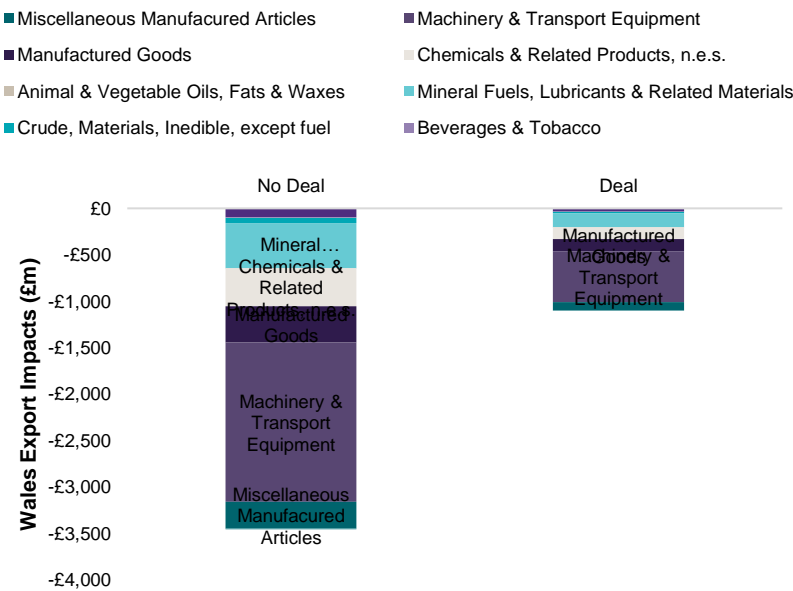 Miscellaneous Manufacured Articles
Machinery & Transport Equipment
Manufactured Goods
Chemicals & Related Products, n.e.s.
Animal & Vegetable Oils, Fats & Waxes
Mineral Fuels, Lubricants & Related Materials
Crude, Materials, Inedible, except fuel
Beverages & Tobacco
No Deal
Deal
Wales Export Impacts (£m)
£0
-£500
-£1,000
-£1,500
-£2,000
-£2,500
-£3,000
-£3,500
-£4,000
Mineral…
Chemicals &
Related
Products, n.e.s.
Manufactured
Goods
Machinery &
Transport
Equipment
Miscellaneous
Manufacured
Articles
Manufactured
Goods
Machinery &
Transport
Equipment